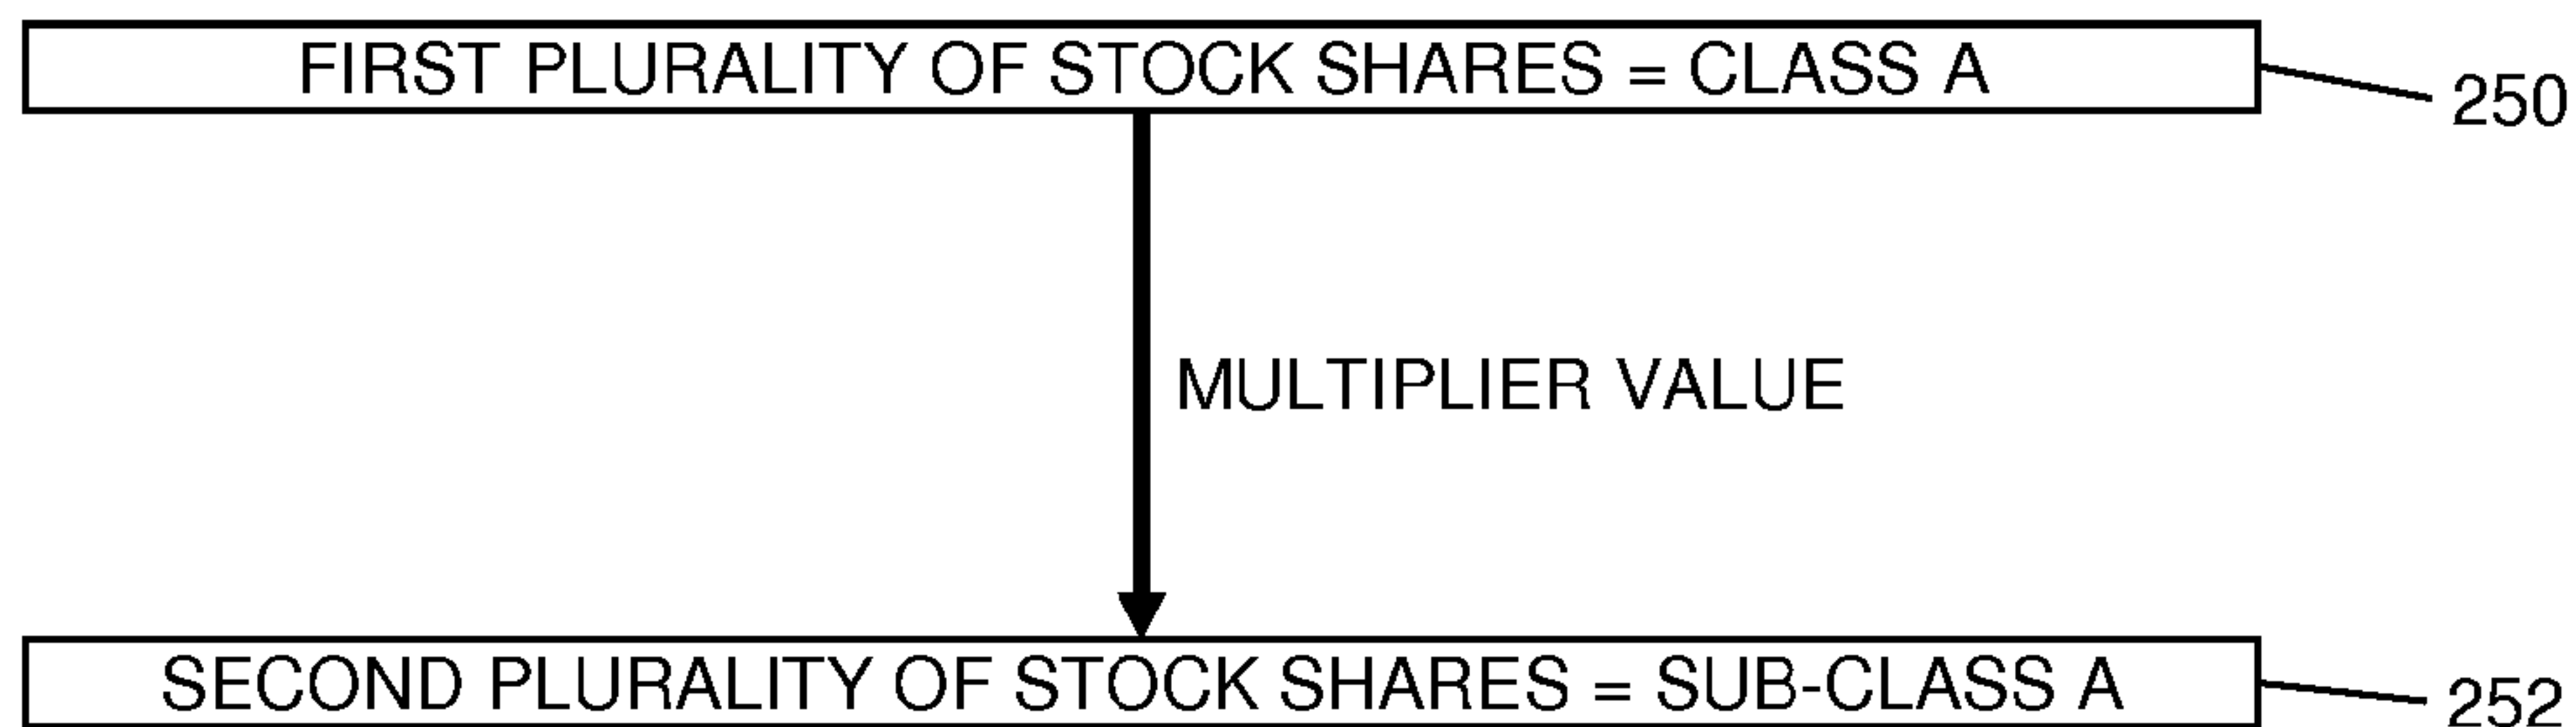 FIRST PLURALITY OF STOCK SHARES = CLASS A
250
MULTIPLIER VALUE
SECOND PLURALITY OF STOCK SHARES = SUB-CLASS A
252